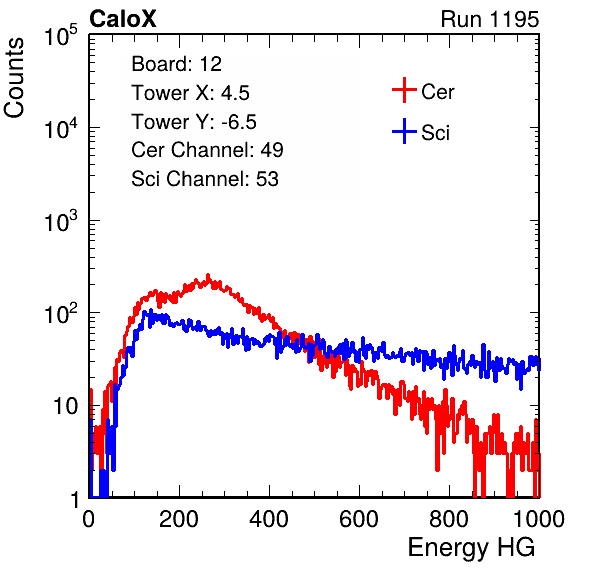 CaloX Run 1195
Counts
10^5
10^4
10^3
10^2
10
1
Board: 12
Tower X: 4.5
Tower Y: -6.5
Cer Channel: 49
Sci Channel: 53
Cer
Sci
0 200 400 600 800 1000
Energy HG